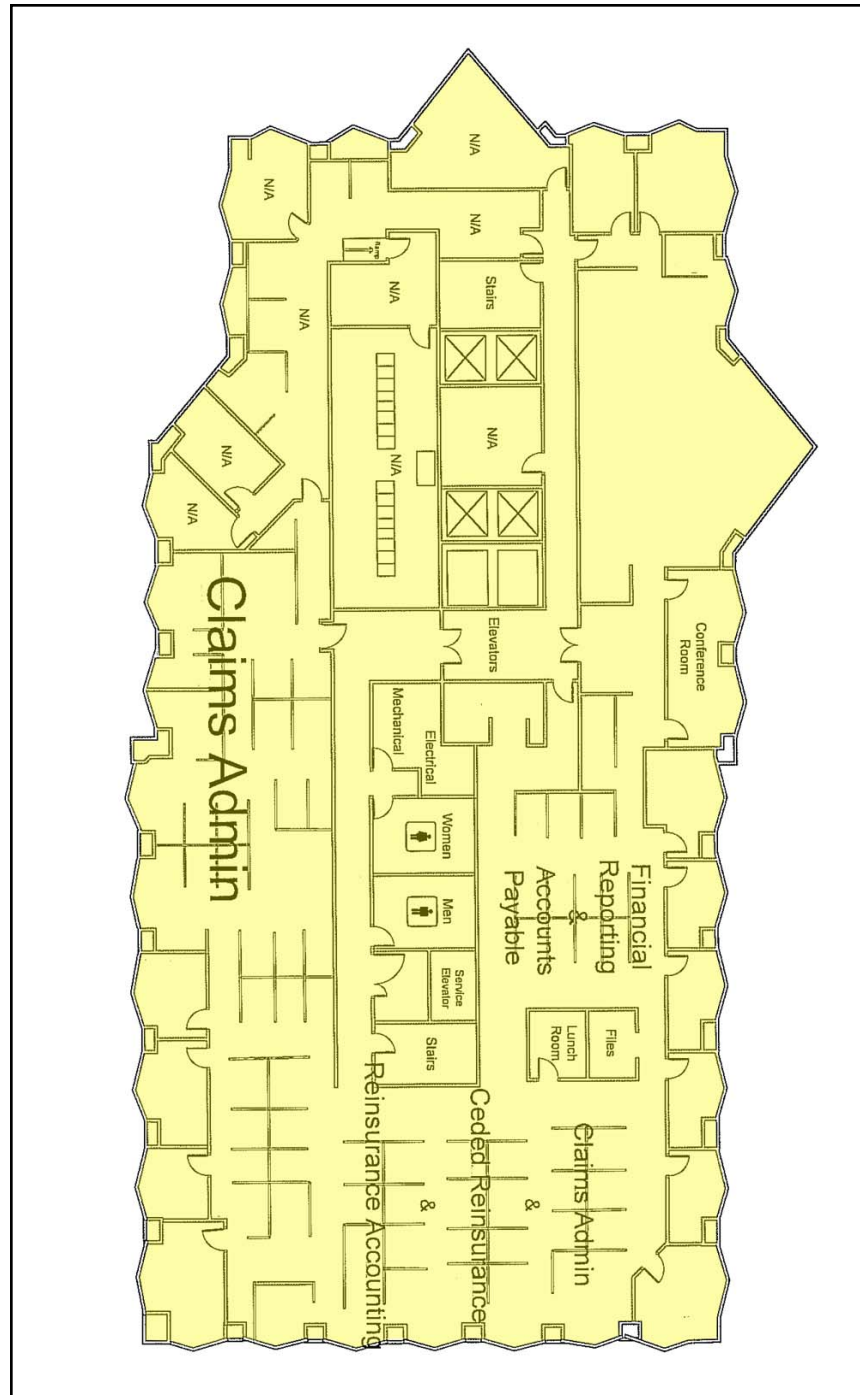 Conference
Room
Financial
Reporting
&
Accounts
Payable
Files
Lunch
Room
Claims Admin
&
Ceded Reinsurance
&
Reinsurance Accounting
N/A
N/A
Stairs
N/A
Elevators
Electrical
Mechanical
Women
Men
Service
Elevator
Stairs
N/A
N/A
Ramp
N/A
N/A
N/A
N/A
Claims Admin